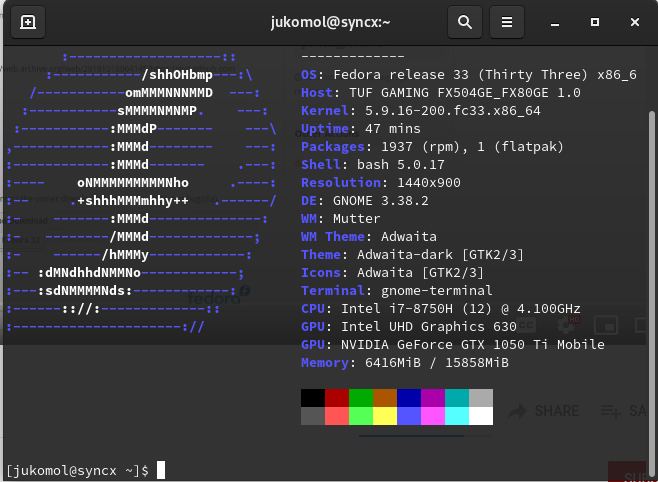 jukomol@syncx:~
:-------------------::
-------------
:-----------/shhOHbmp---:\
OS: Fedora release 33 (Thirty Three) x86_6
/-----------omMMMNNNMMD  ---:
Host: TUF GAMING FX504GE_FX80GE 1.0
:-----------sMMMMNMNMP.    ---:
Kernel: 5.9.16-200.fc33.x86_64
:-----------:MMMdP-------    ---\
Uptime: 47 mins
,------------:MMMd--------    ---:
Packages: 1937 (rpm), 1 (flatpak)
:------------:MMMd-------    .---:
Shell: bash 5.0.17
:----    oNMMMMMMMMMNho     .----:
Resolution: 1440x900
:--     .+shhhMMMmhhy++   .------/
DE: GNOME 3.38.2
:-    -------:MMMd--------------:
WM: Mutter
:-   --------/MMMd-------------;
WM Theme: Adwaita
:-    ------/hMMMy------------:
Theme: Adwaita-dark [GTK2/3]
:-- :dMNdhhdNMMNo------------;
Icons: Adwaita [GTK2/3]
:---:sdNMMMMNds:------------:
Terminal: gnome-terminal
:------:://:-------------::
CPU: Intel i7-8750H (12) @ 4.100GHz
:---------------------://
GPU: Intel UHD Graphics 630
GPU: NVIDIA GeForce GTX 1050 Ti Mobile
Memory: 6416MiB / 15858MiB
SHARE
SA
[jukomol@syncx ~]$